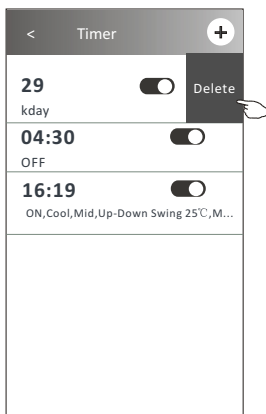 < Timer +
29
Delete
kday
04:30
OFF
16:19
ON,Cool,Mid,Up-Down Swing 25℃,M...